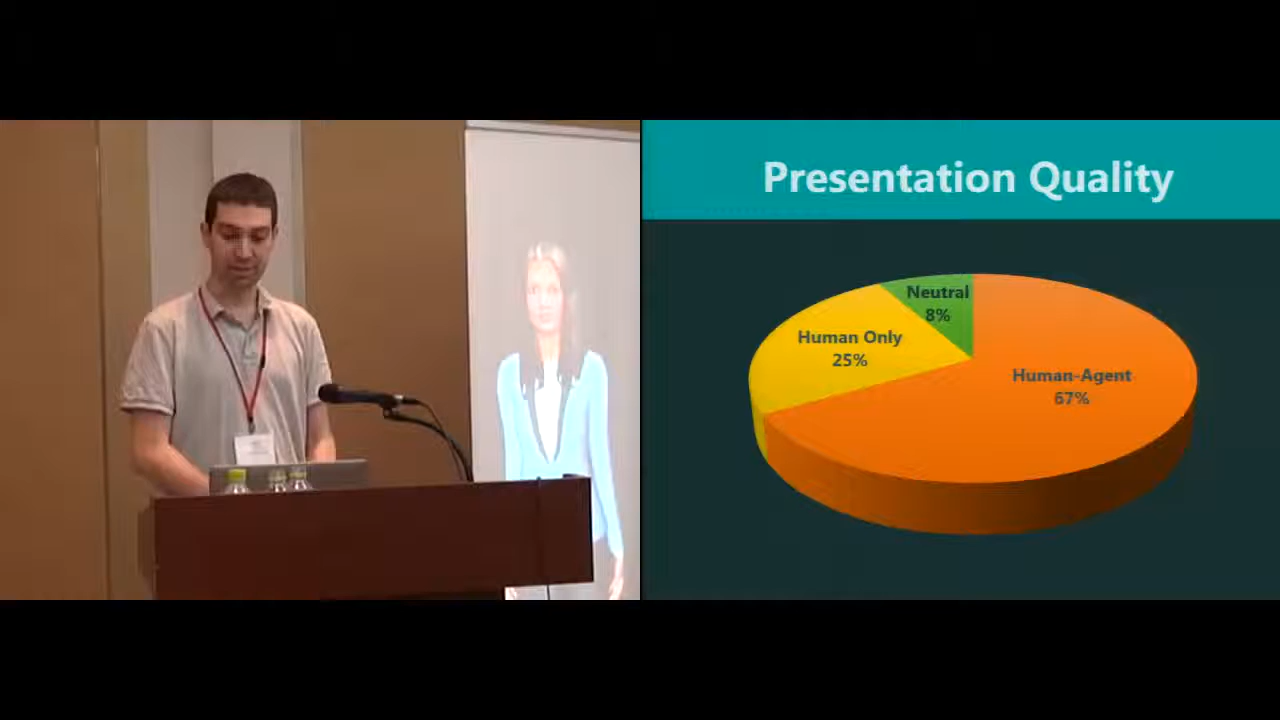 Presentation Quality
Neutral
8%
Human Only
25%
Human-Agent
67%